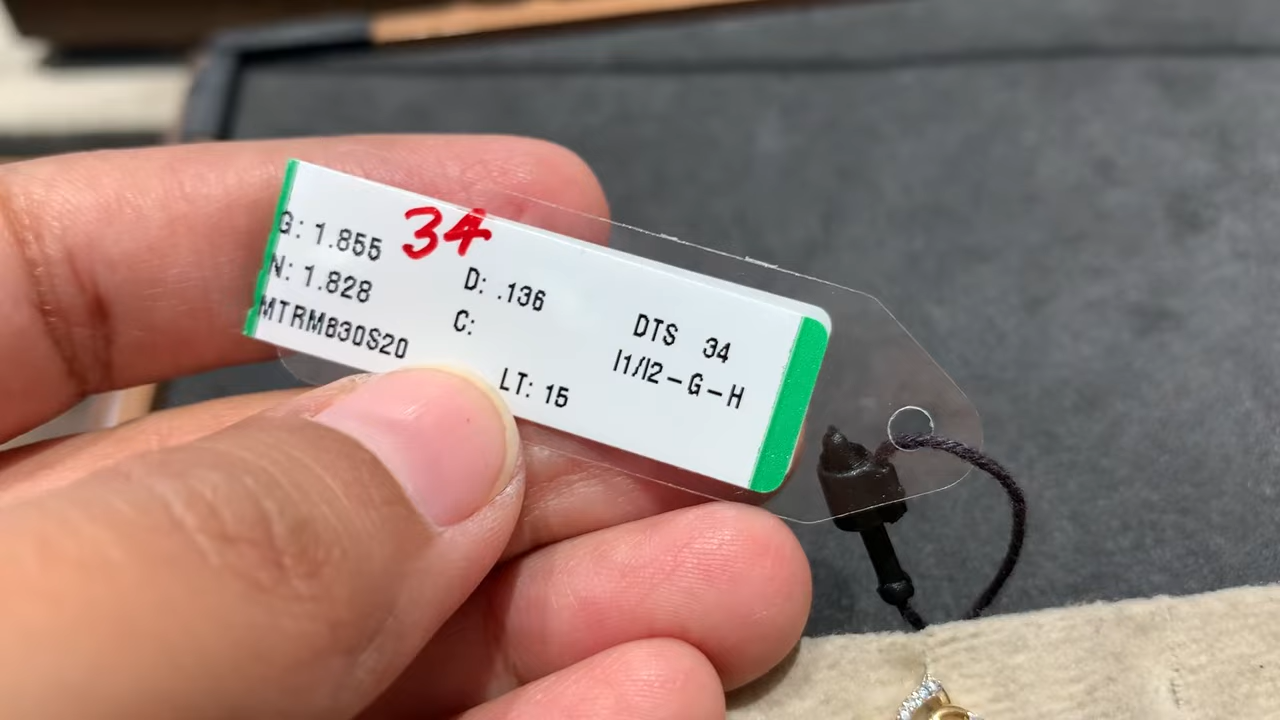 34
G: 1.855
N: 1.828
MTRM830S20
D: .136
C:
LT: 15
DTS 34
I1/I2-G-H